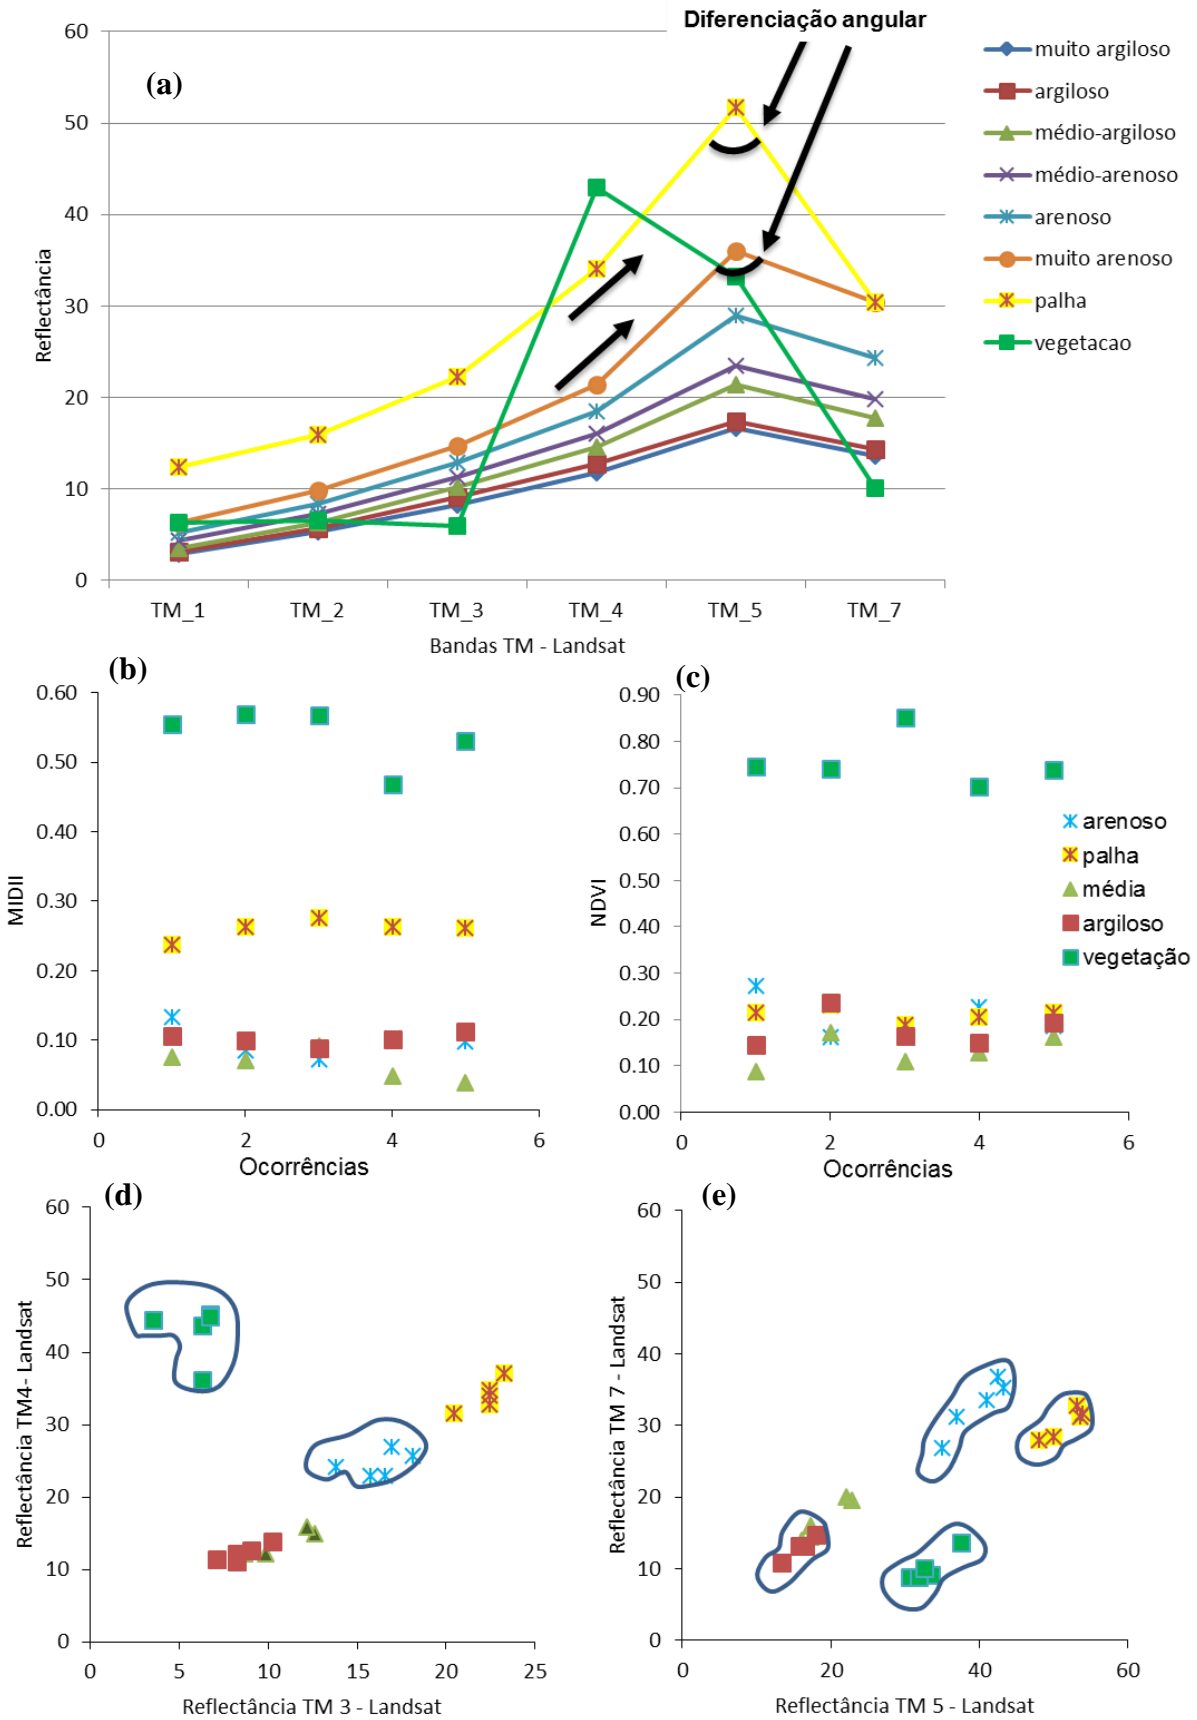 Diferenciação angular
(a)
60
50
40
30
20
10
0
Reflectância
TM_1 TM_2 TM_3 TM_4 TM_5 TM_7
Bandas TM - Landsat
muito argiloso
argiloso
médio-argiloso
médio-arenoso
arenoso
muito arenoso
palha
vegetacao
(b)
0.60
0.50
0.40
0.30
0.20
0.10
0.00
MIDII
0 2 4 6
Ocorrências
(c)
0.90
0.80
0.70
0.60
0.50
0.40
0.30
0.20
0.10
0.00
NDVI
0 2 4 6
Ocorrências
arenoso
palha
média
argiloso
vegetação
(d)
60
50
40
30
20
10
0
Reflectância TM4- Landsat
0 5 10 15 20 25
Reflectância TM 3 - Landsat
(e)
60
50
40
30
20
10
0
Reflectância TM 7 - Landsat
0 20 40 60
Reflectância TM 5 - Landsat